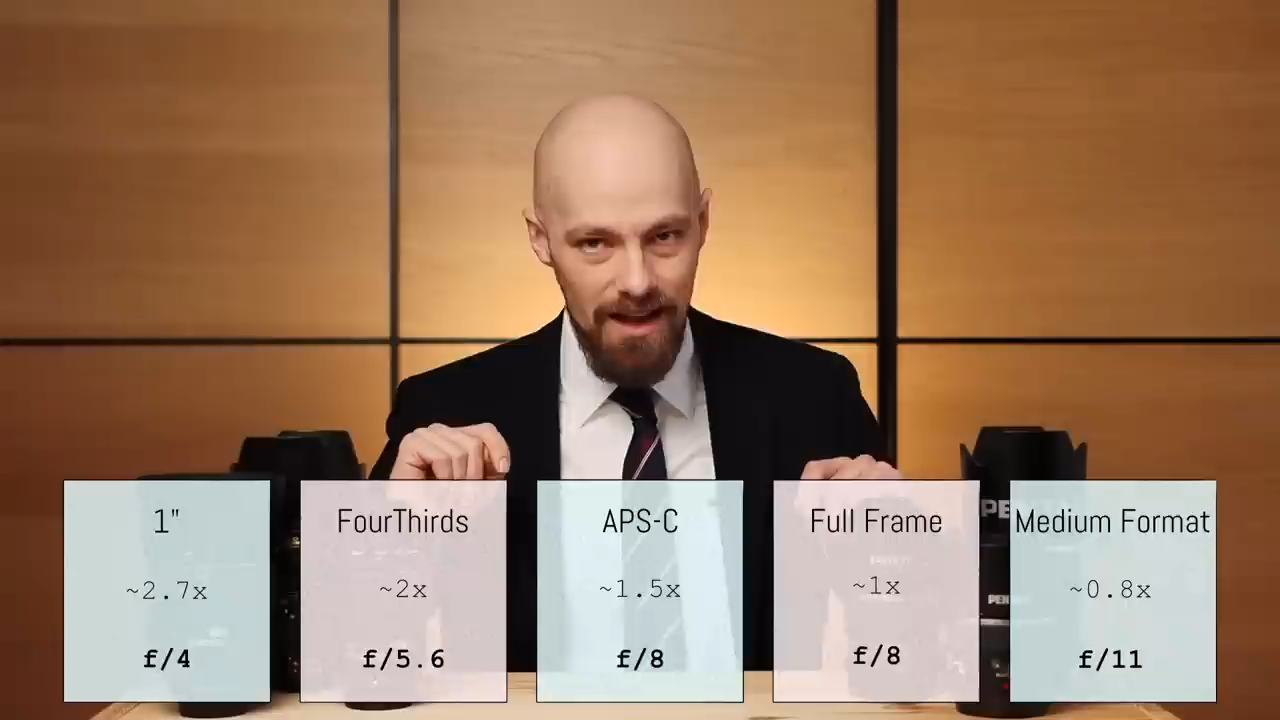 1"
~2.7x
f/4
FourThirds
~2x
f/5.6
APS-C
~1.5x
f/8
Full Frame
~1x
f/8
Medium Format
~0.8x
f/11